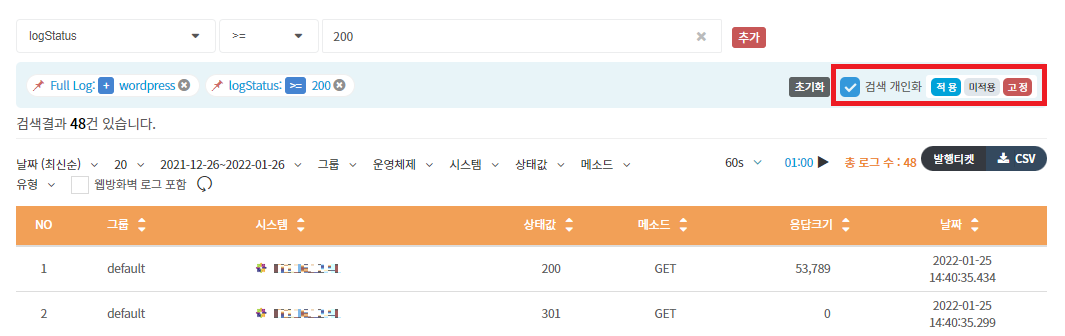 logStatus >= 200 추가
Full Log: + wordpress logStatus: >= 200 초기화 검색 개인화 적 용 미적용 고 정
검색결과 48건 있습니다.
날짜 (최신순) 20 2021-12-26~2022-01-26 그룹 운영체제 시스템 상태값 메소드 60s 01:00 총 로그 수 : 48 발행티켓 CSV
유형 웹방화벽 로그 포함
NO 그룹 시스템 상태값 메소드 응답크기 날짜
1 default 200 GET 53,789 2022-01-25
14:40:35.434
2 default 301 GET 0 2022-01-25
14:40:35.299